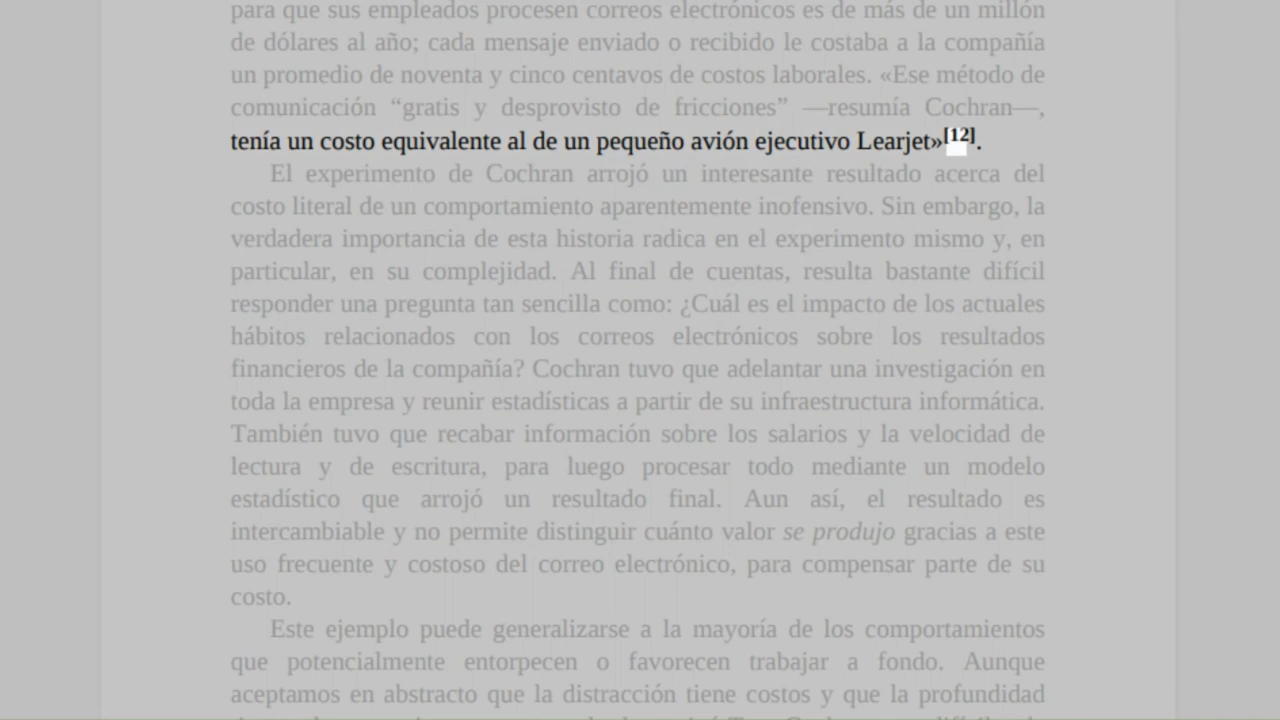 para que sus empleados procesen correos electrónicos es de más de un millón
de dólares al año; cada mensaje enviado o recibido le costaba a la compañía
un promedio de noventa y cinco centavos de costos laborales. «Ese método de
comunicación “gratis y desprovisto de fricciones” —resumía Cochran—,
tenía un costo equivalente al de un pequeño avión ejecutivo Learjet»[12].
El experimento de Cochran arrojó un interesante resultado acerca del
costo literal de un comportamiento aparentemente inofensivo. Sin embargo, la
verdadera importancia de esta historia radica en el experimento mismo y, en
particular, en su complejidad. Al final de cuentas, resulta bastante difícil
responder una pregunta tan sencilla como: ¿Cuál es el impacto de los actuales
hábitos relacionados con los correos electrónicos sobre los resultados
financieros de la compañía? Cochran tuvo que adelantar una investigación en
toda la empresa y reunir estadísticas a partir de su infraestructura informática.
También tuvo que recabar información sobre los salarios y la velocidad de
lectura y de escritura, para luego procesar todo mediante un modelo
estadístico que arrojó un resultado final. Aun así, el resultado es
intercambiable y no permite distinguir cuánto valor se produjo gracias a este
uso frecuente y costoso del correo electrónico, para compensar parte de su
costo.
Este ejemplo puede generalizarse a la mayoría de los comportamientos
que potencialmente entorpecen o favorecen trabajar a fondo. Aunque
aceptamos en abstracto que la distracción tiene costos y que la profundidad